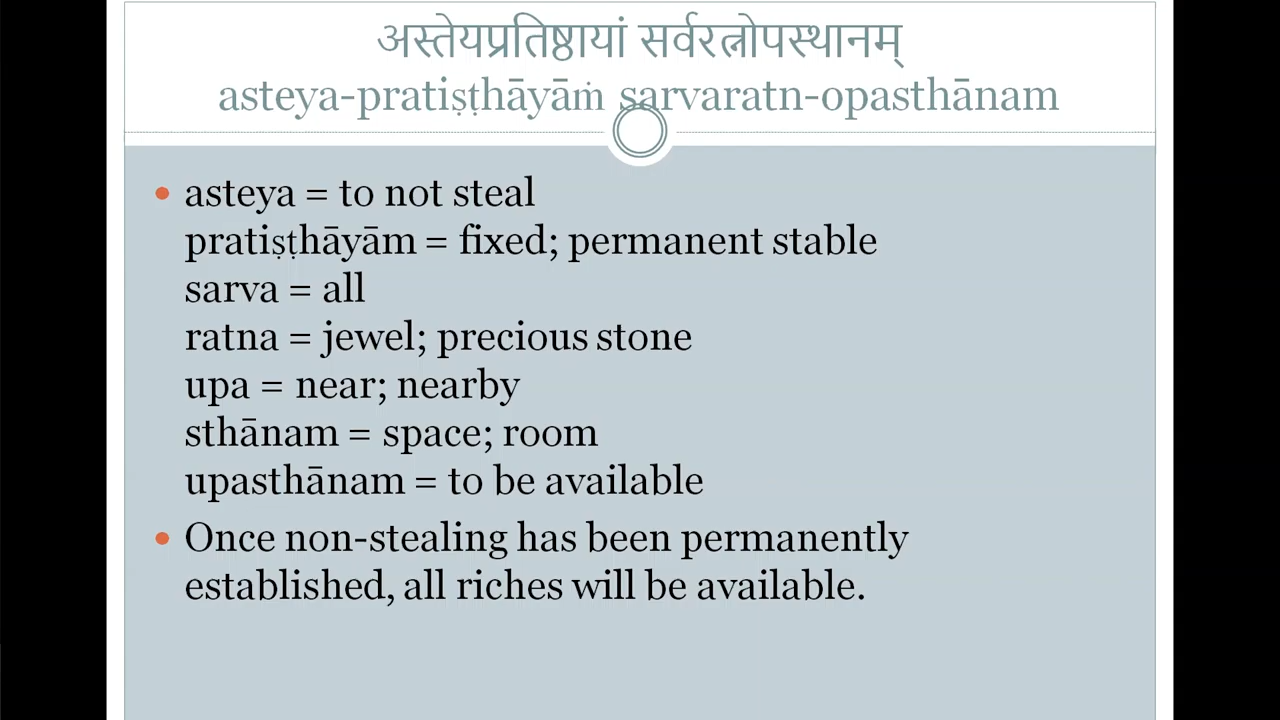 अस्तेयप्रतिष्ठायां सर्वरत्नोपस्थानम्
asteya-pratiṣṭhāyāṁ sarvaratn-opasthānam
asteya = to not steal
pratiṣṭhāyām = fixed; permanent stable
sarva = all
ratna = jewel; precious stone
upa = near; nearby
sthānam = space; room
upasthānam = to be available
Once non-stealing has been permanently
established, all riches will be available.